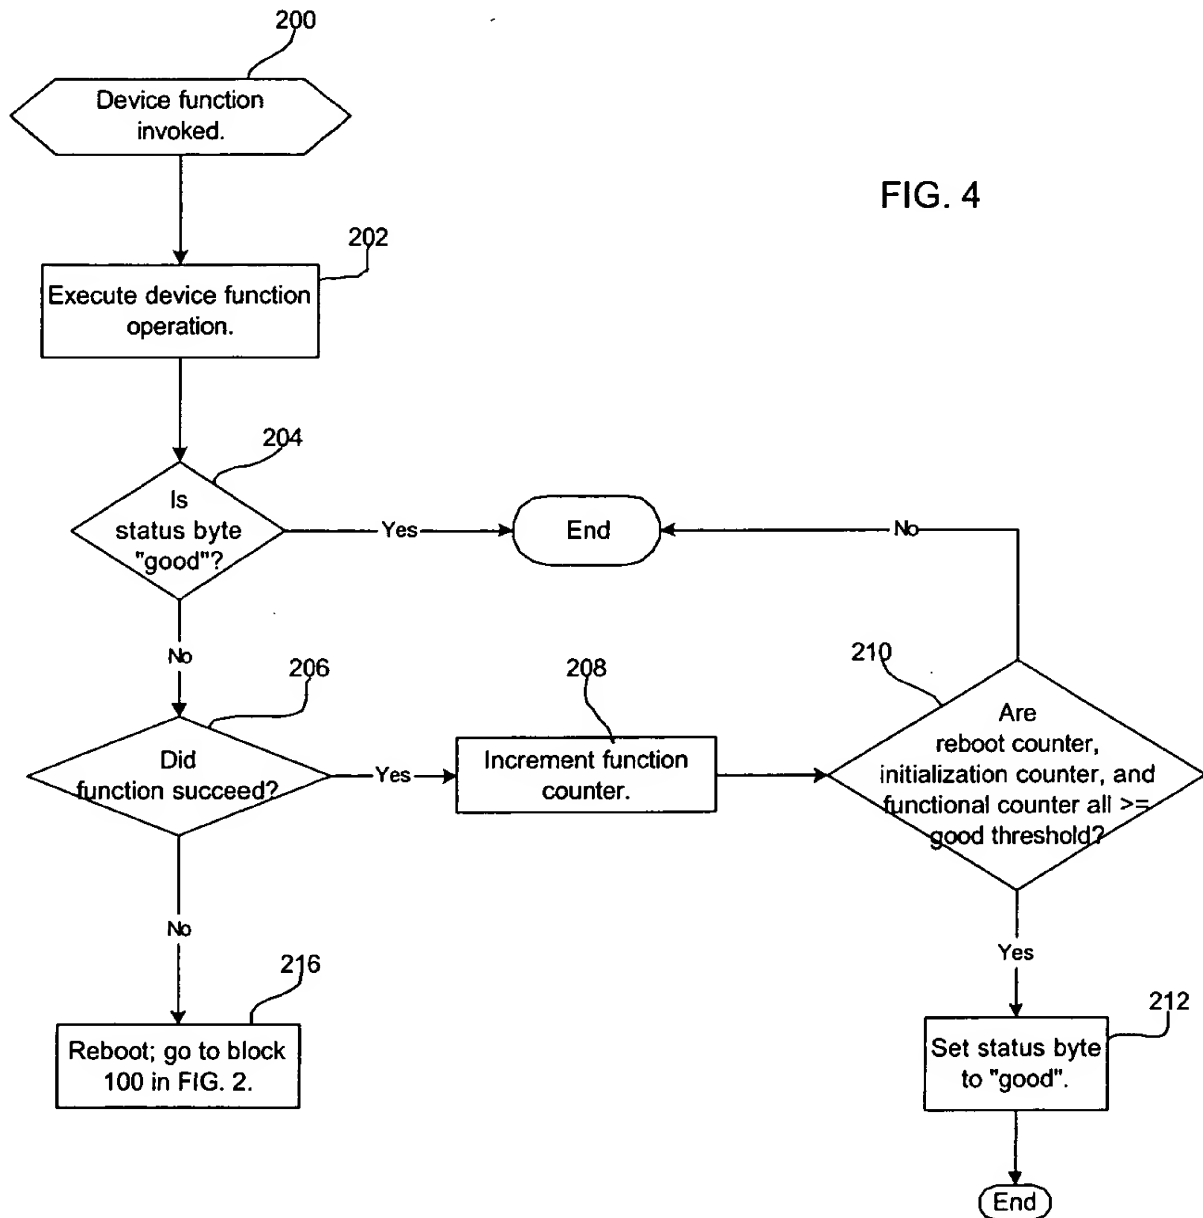 200
Device function
invoked.
FIG. 4
202
Execute device function
operation.
204
Is
status byte
"good"?
Yes
End
No
No
206
Did
function succeed?
Yes
208
Increment function
counter.
210
Are
reboot counter,
initialization counter, and
functional counter all >=
good threshold?
No
Yes
216
Reboot; go to block
100 in FIG. 2.
212
Set status byte
to "good".
End